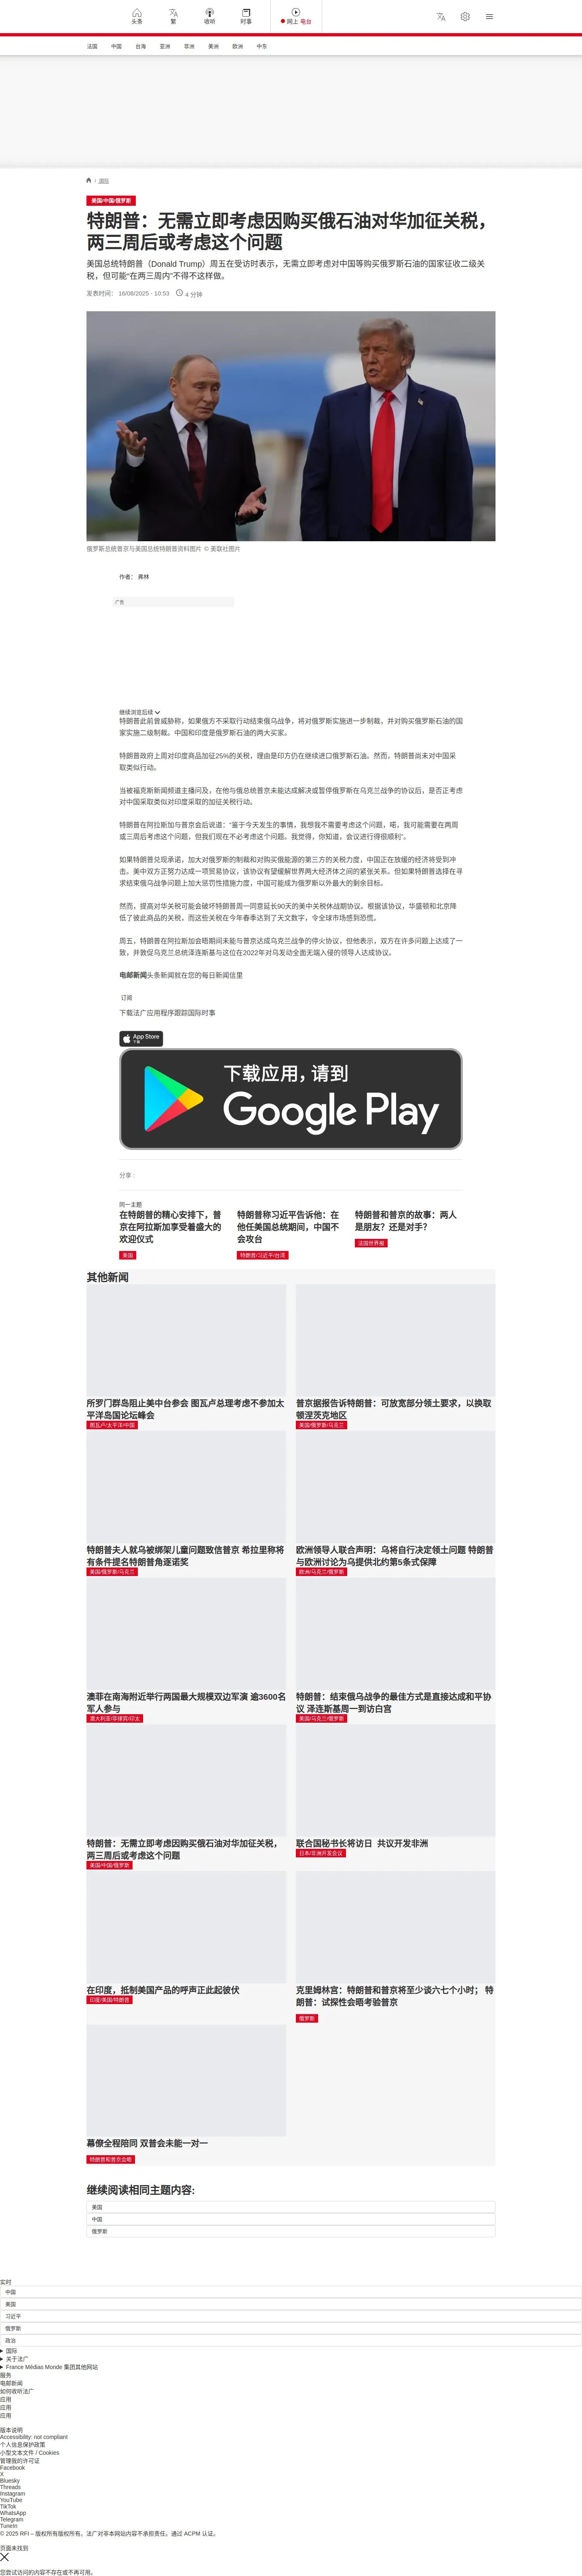 头条
繁
收听
时事
网上 电台
法国
中国
台海
亚洲
非洲
美洲
欧洲
中东
/ 国际
美国/中国/俄罗斯
特朗普：无需立即考虑因购买俄石油对华加征关税，
两三周后或考虑这个问题
美国总统特朗普（Donald Trump）周五在受访时表示，无需立即考虑对中国等购买俄罗斯石油的国家征收二级关
税，但可能“在两三周内”不得不这样做。
发表时间： 16/08/2025 - 10:53
4 分钟
俄罗斯总统普京与美国总统特朗普资料图片 © 美联社图片
作者： 弗林
广告
继续浏览后续
特朗普此前曾威胁称，如果俄方不采取行动结束俄乌战争，将对俄罗斯实施进一步制裁，并对购买俄罗斯石油的国
家实施二级制裁。中国和印度是俄罗斯石油的两大买家。
特朗普政府上周对印度商品加征25%的关税，理由是印方仍在继续进口俄罗斯石油。然而，特朗普尚未对中国采
取类似行动。
当被福克斯新闻频道主播问及，在他与俄总统普京未能达成解决或暂停俄罗斯在乌克兰战争的协议后，是否正考虑
对中国采取类似对印度采取的加征关税行动。
特朗普在阿拉斯加与普京会后说道：“鉴于今天发生的事情，我想我不需要考虑这个问题，喏，我可能需要在两周
或三周后考虑这个问题，但我们现在不必考虑这个问题。我觉得，你知道，会议进行得很顺利”。
如果特朗普兑现承诺，加大对俄罗斯的制裁和对购买俄能源的第三方的关税力度，中国正在放缓的经济将受到冲
击。美中双方正努力达成一项贸易协议，该协议有望缓解世界两大经济体之间的紧张关系。但如果特朗普选择在寻
求结束俄乌战争问题上加大惩罚性措施力度，中国可能成为俄罗斯以外最大的剩余目标。
然而，提高对华关税可能会破坏特朗普周一同意延长90天的美中关税休战期协议。根据该协议，华盛顿和北京降
低了彼此商品的关税，而这些关税在今年春季达到了天文数字，令全球市场感到恐慌。
周五，特朗普在阿拉斯加会晤期间未能与普京达成乌克兰战争的停火协议，但他表示，双方在许多问题上达成了一
致，并敦促乌克兰总统泽连斯基与这位在2022年对乌发动全面无端入侵的领导人达成协议。
电邮新闻头条新闻就在您的每日新闻信里
订阅
下载法广应用程序跟踪国际时事
App Store
下载
下载应用，请到
Google Play
分享 :
同一主题
在特朗普的精心安排下，普
京在阿拉斯加享受着盛大的
欢迎仪式
美国
特朗普称习近平告诉他：在
他任美国总统期间，中国不
会攻台
特朗普/习近平/台湾
特朗普和普京的故事：两人
是朋友？还是对手？
法国世界报
其他新闻
所罗门群岛阻止美中台参会 图瓦卢总理考虑不参加太
平洋岛国论坛峰会
图瓦卢/太平洋/中国
普京据报告诉特朗普：可放宽部分领土要求，以换取
顿涅茨克地区
美国/俄罗斯/乌克兰
特朗普夫人就乌被绑架儿童问题致信普京 希拉里称将
有条件提名特朗普角逐诺奖
美国/俄罗斯/乌克兰
欧洲领导人联合声明：乌将自行决定领土问题 特朗普
与欧洲讨论为乌提供北约第5条式保障
欧洲/乌克兰/俄罗斯
澳菲在南海附近举行两国最大规模双边军演 逾3600名
军人参与
澳大利亚/菲律宾/印太
特朗普：结束俄乌战争的最佳方式是直接达成和平协
议 泽连斯基周一到访白宫
美国/乌克兰/俄罗斯
特朗普：无需立即考虑因购买俄石油对华加征关税，
两三周后或考虑这个问题
美国/中国/俄罗斯
联合国秘书长将访日 共议开发非洲
日本/非洲开发会议
在印度，抵制美国产品的呼声正此起彼伏
印度/美国/特朗普
克里姆林宫：特朗普和普京将至少谈六七个小时； 特
朗普：试探性会晤考验普京
俄罗斯
幕僚全程陪同 双普会未能一对一
特朗普和普京会晤
继续阅读相同主题内容:
美国
中国
俄罗斯
实时
中国
美国
习近平
俄罗斯
政治
国际
关于法广
France Médias Monde 集团其他网站
服务
电邮新闻
如何收听法广
应用
应用
应用
版本说明
Accessibility: not compliant
个人信息保护政策
小型文本文件 / Cookies
管理我的许可证
Facebook
X
Bluesky
Threads
Instagram
YouTube
TikTok
WhatsApp
Telegram
TuneIn
© 2025 RFI – 版权所有版权所有。法广对非本网站内容不承担责任。通过 ACPM 认证。
页面未找到
您尝试访问的内容不存在或不再可用。